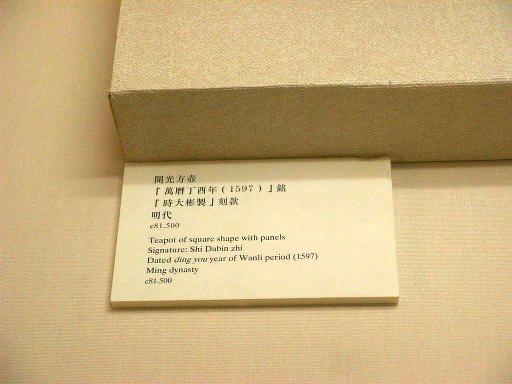 開光方壺
『萬曆丁酉年(1597)』銘
『時大彬製』刻款
明代
c81.500
Teapot of square shape with panels
Signature: Shi Dabin zhi
Dated ding you year of Wanli period (1597)
Ming dynasty
c81.500